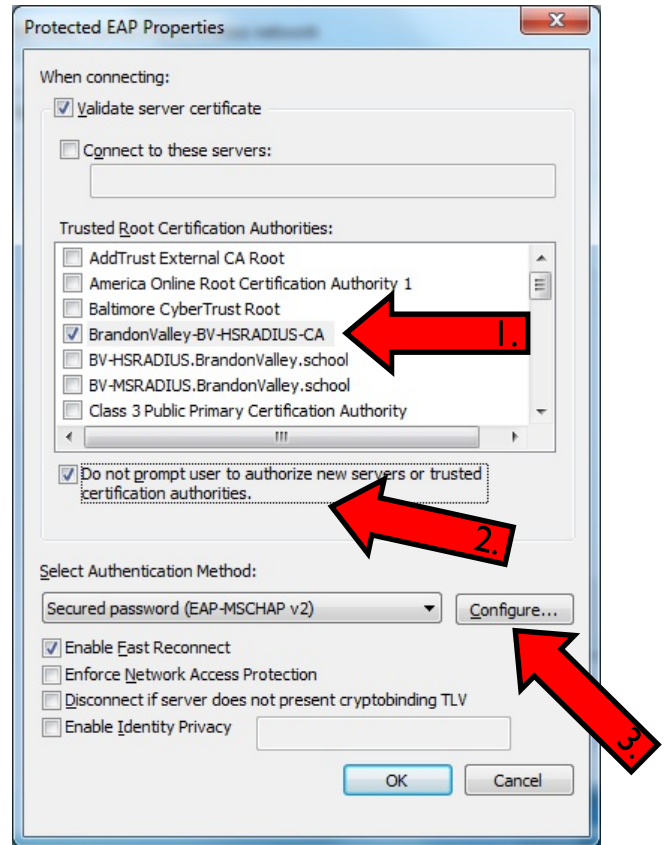 Protected EAP Properties
When connecting:
Validate server certificate
Connect to these servers:
Trusted Root Certification Authorities:
AddTrust External CA Root
America Online Root Certification Authority 1
Baltimore CyberTrust Root
BrandonValley-BV-HSRADIUS-CA
1.
BV-HSRADIUS.BrandonValley.school
BV-MSRADIUS.BrandonValley.school
Class 3 Public Primary Certification Authority
Do not prompt user to authorize new servers or trusted
certification authorities.
2.
Select Authentication Method:
Secured password (EAP-MSCHAP v2)
Configure...
Enable Fast Reconnect
Enforce Network Access Protection
Disconnect if server does not present cryptobinding TLV
Enable Identity Privacy
3.
OK
Cancel